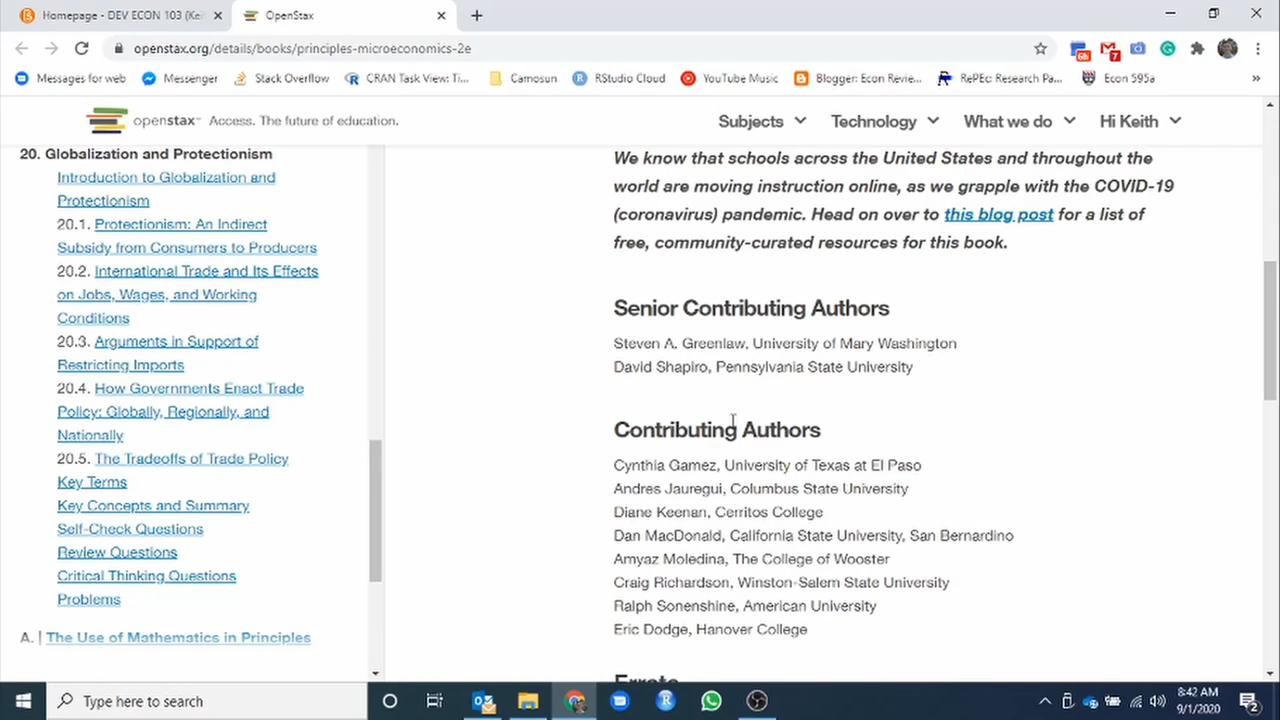 Homepage - DEV ECON 103 (Kei
OpenStax
openstax.org/details/books/principles-microeconomics-2e
6h
7
Messages for web
Messenger
Stack Overflow
CRAN Task View: Ti...
Camosun
RStudio Cloud
YouTube Music
Blogger: Econ Revie...
RePEc: Research Pa...
Econ 595a
»
openstax™ Access. The future of education.
Subjects
Technology
What we do
Hi Keith
20. Globalization and Protectionism
Introduction to Globalization and
Protectionism
20.1. Protectionism: An Indirect
Subsidy from Consumers to Producers
20.2. International Trade and Its Effects
on Jobs, Wages, and Working
Conditions
20.3. Arguments in Support of
Restricting Imports
20.4. How Governments Enact Trade
Policy: Globally, Regionally, and
Nationally
20.5. The Tradeoffs of Trade Policy
Key Terms
Key Concepts and Summary
Self-Check Questions
Review Questions
Critical Thinking Questions
Problems
A. | The Use of Mathematics in Principles
We know that schools across the United States and throughout the
world are moving instruction online, as we grapple with the COVID-19
(coronavirus) pandemic. Head on over to this blog post for a list of
free, community-curated resources for this book.
Senior Contributing Authors
Steven A. Greenlaw, University of Mary Washington
David Shapiro, Pennsylvania State University
Contributing Authors
Cynthia Gamez, University of Texas at El Paso
Andres Jauregui, Columbus State University
Diane Keenan, Cerritos College
Dan MacDonald, California State University, San Bernardino
Amyaz Moledina, The College of Wooster
Craig Richardson, Winston-Salem State University
Ralph Sonenshine, American University
Eric Dodge, Hanover College
Errata
Type here to search
8:42 AM
9/1/2020
2